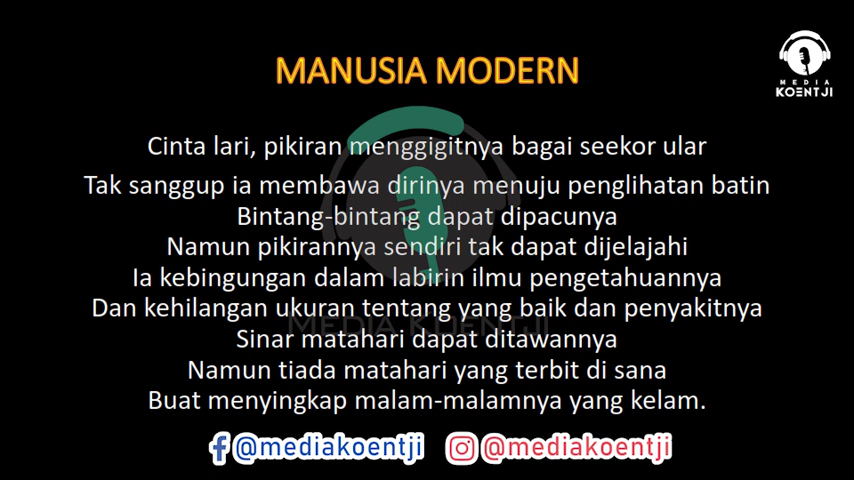 MANUSIA MODERN
MEDIA
KOENTJI
Cinta lari, pikiran menggigitnya bagai seekor ular
Tak sanggup ia membawa dirinya menuju penglihatan batin
Bintang-bintang dapat dipacunya
Namun pikirannya sendiri tak dapat dijelajahi
Ia kebingungan dalam labirin ilmu pengetahuannya
Dan kehilangan ukuran tentang yang baik dan penyakitnya
MEDIA KOENTJI
Sinar matahari dapat ditawannya
Namun tiada matahari yang terbit di sana
Buat menyingkap malam-malamnya yang kelam.
@mediakoentji @mediakoentji